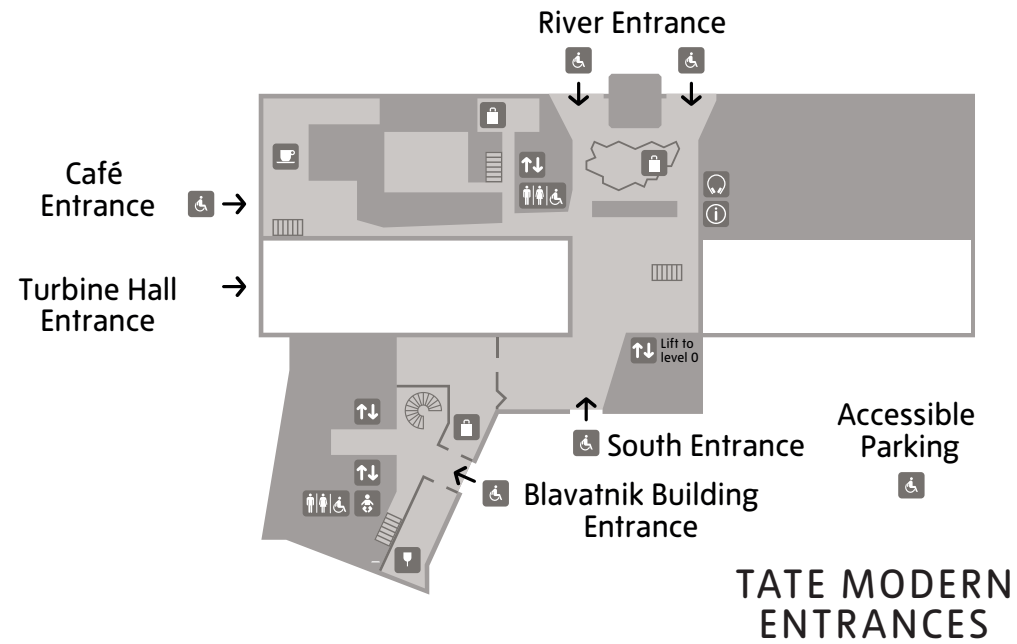 River Entrance
Café
Entrance
Turbine Hall
Entrance
Lift to
level 0
Accessible
Parking
South Entrance
Blavatnik Building
Entrance
TATE MODERN
ENTRANCES